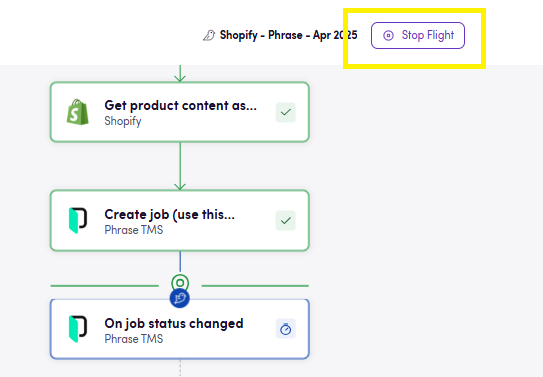 Shopify - Phrase - Apr 2025
Stop Flight
Get product content as...
Shopify
Create job (use this...
Phrase TMS
On job status changed
Phrase TMS